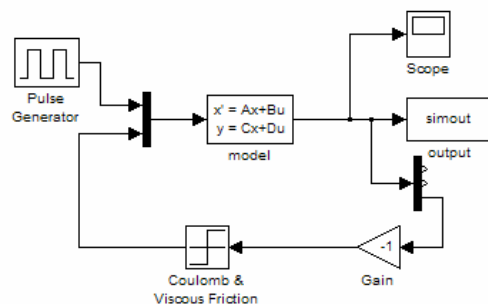 Pulse
Generator
x' = Ax+Bu
y = Cx+Du
model
Scope
simout
output
-1
Gain
Coulomb &
Viscous Friction